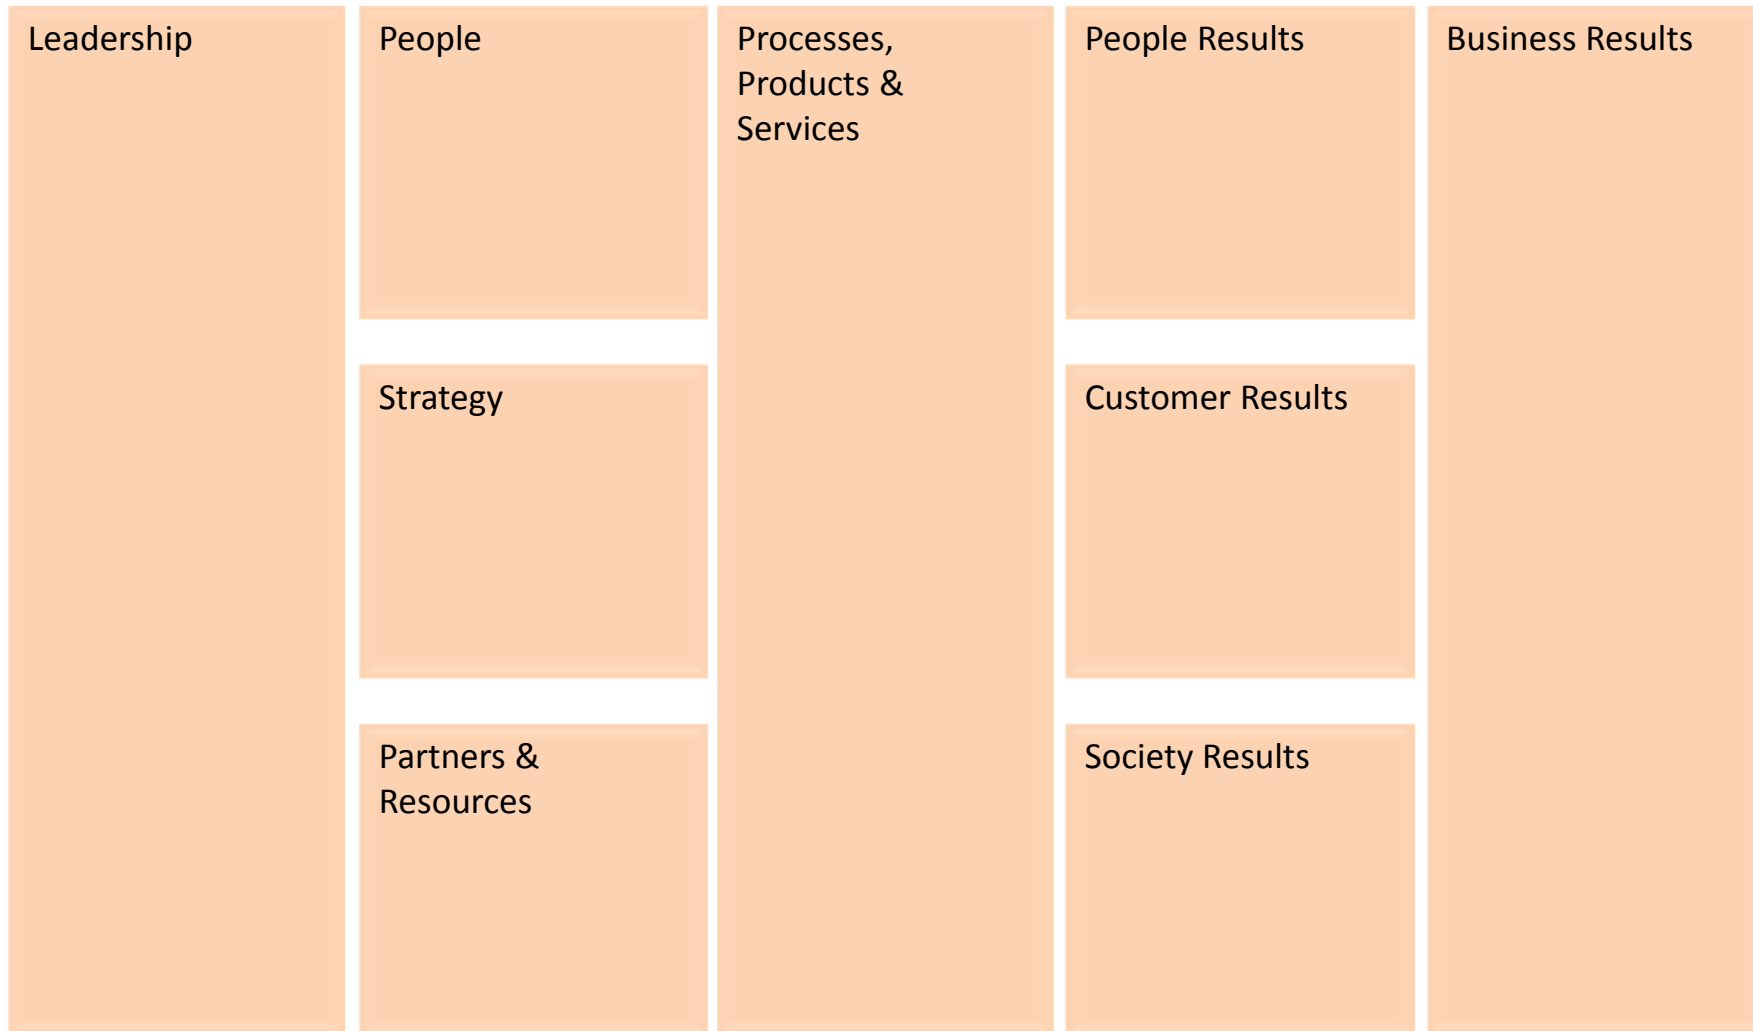 Leadership
People
Strategy
Partners &
Resources
Processes,
Products &
Services
People Results
Customer Results
Society Results
Business Results